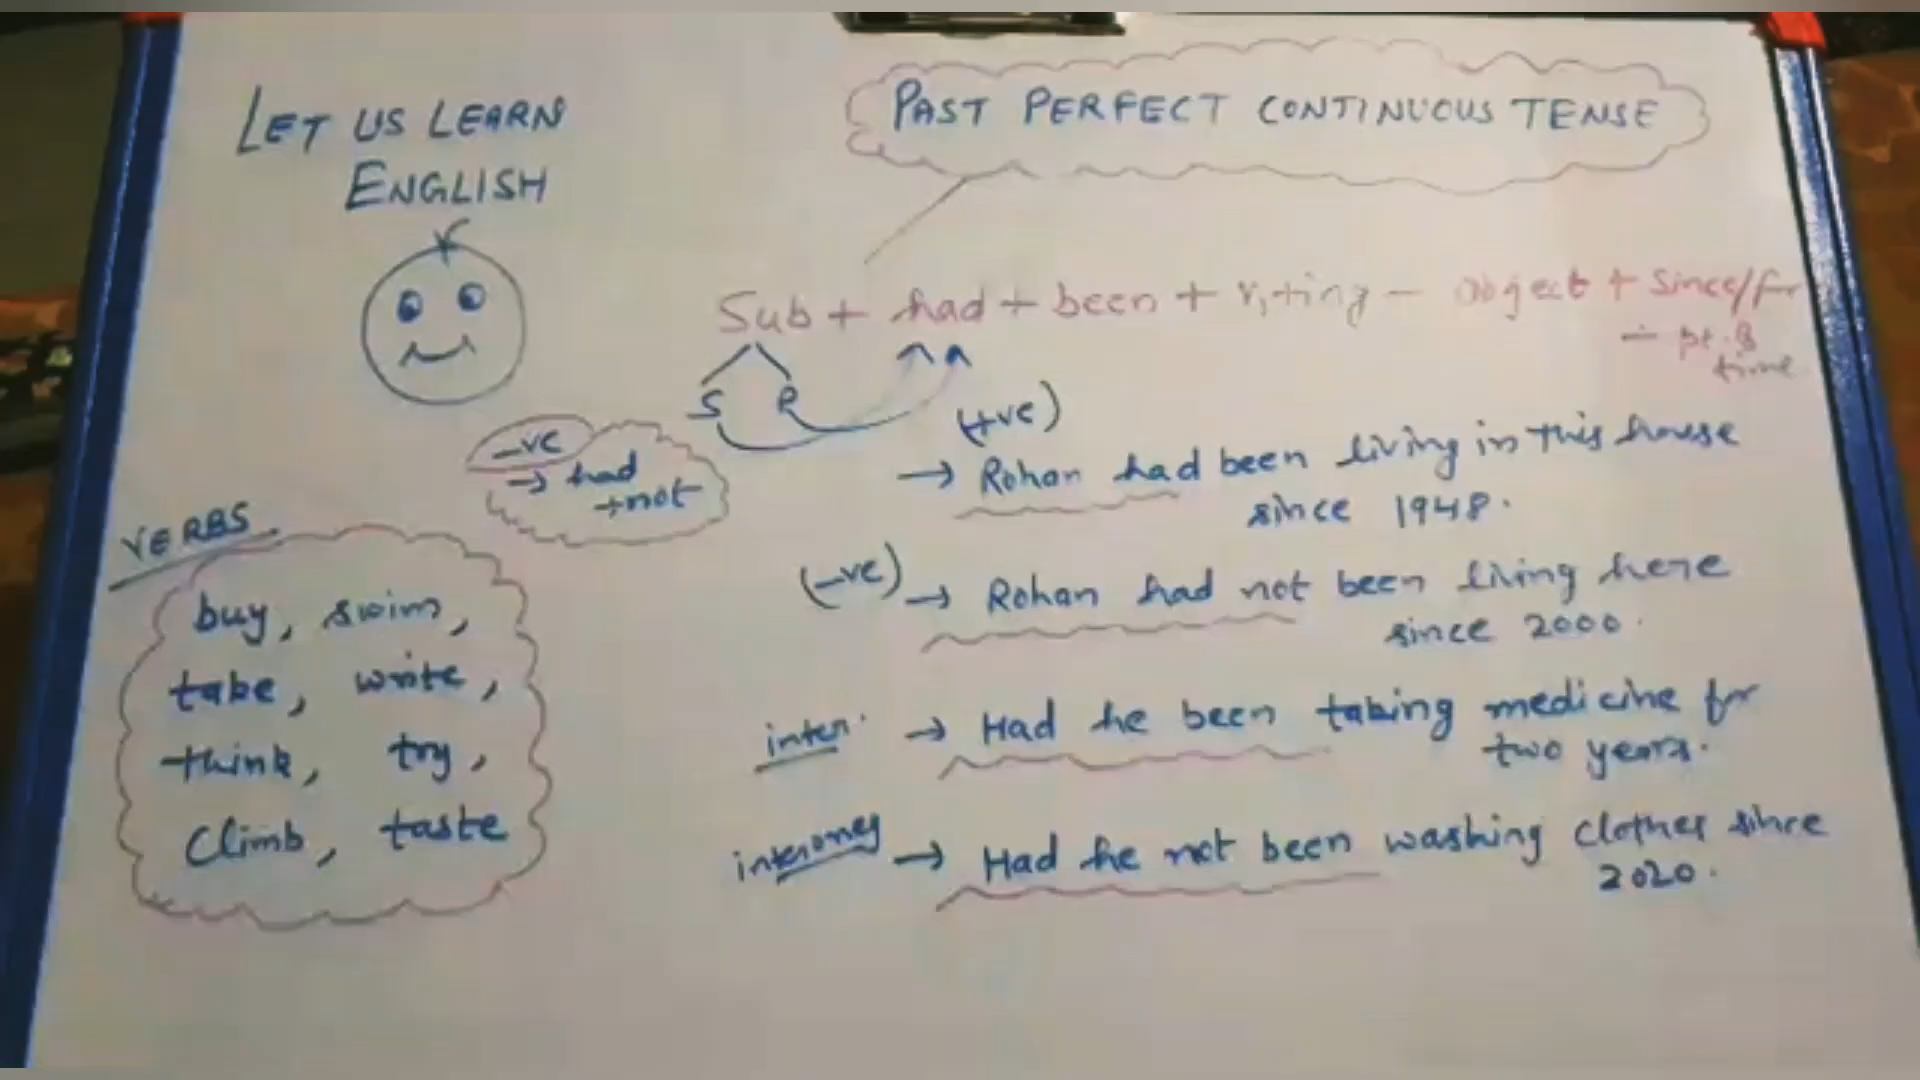 LET US LEARN
ENGLISH
PAST PERFECT CONTINUOUS TENSE
Sub + had + been + V₁+ing - object + since/for
- pt. of
time
S P
-ve
→ had
+not
VERBS
buy, swim,
take, write,
think, try,
climb, taste
(+ve)
→ Rohan had been living in this house
since 1948.
(-ve) → Rohan had not been living here
since 2000.
inter. → Had he been taking medicine for
two years.
→ Had he not been washing clothes since
2020.